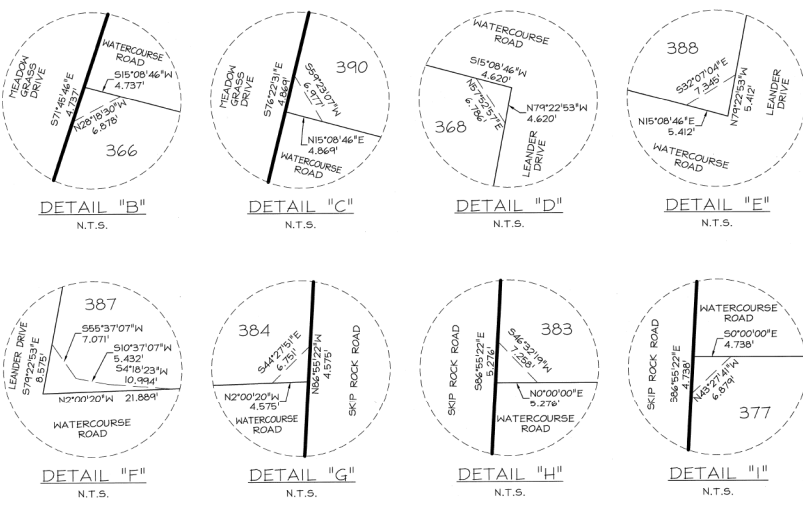 MEADOW
GRASS
DRIVE
WATERCOURSE
ROAD
S15°08'46"W
4.737'
S71°45'46"E
4.737'
N28°18'30"W
6.878'
366
DETAIL "B"
N.T.S.
MEADOW
GRASS
DRIVE
390
S59°23'07"W
6.977'
S76°22'31"E
4.869'
N15°08'46"E
4.869'
WATERCOURSE
ROAD
DETAIL "C"
N.T.S.
WATERCOURSE
ROAD
S15°08'46"W
4.620'
N57°52'57"E
6.786'
N79°22'53"W
4.620'
368
LEANDER
DRIVE
DETAIL "D"
N.T.S.
388
S32°07'04"E
7.345'
N79°22'53"W
5.412'
LEANDER
DRIVE
N15°08'46"E
5.412'
WATERCOURSE
ROAD
DETAIL "E"
N.T.S.
387
LEANDER DRIVE
S79°22'53"E
8.575'
S55°37'07"W
7.071'
S10°37'07"W
5.432'
S4°18'23"W
10.994'
N2°00'20"W 21.889'
WATERCOURSE
ROAD
DETAIL "F"
N.T.S.
384
S44°27'51"E
6.751'
N86°55'22"W
4.575'
SKIP ROCK ROAD
N2°00'20"W
4.575'
WATERCOURSE
ROAD
DETAIL "G"
N.T.S.
SKIP ROCK ROAD
S86°55'22"E
5.276'
383
S46°32'19"W
7.258'
N0°00'00"E
5.276'
WATERCOURSE
ROAD
DETAIL "H"
N.T.S.
SKIP ROCK ROAD
WATERCOURSE
ROAD
S0°00'00"E
4.738'
S86°55'22"E
4.738'
N43°27'41"W
6.879'
377
DETAIL "I"
N.T.S.